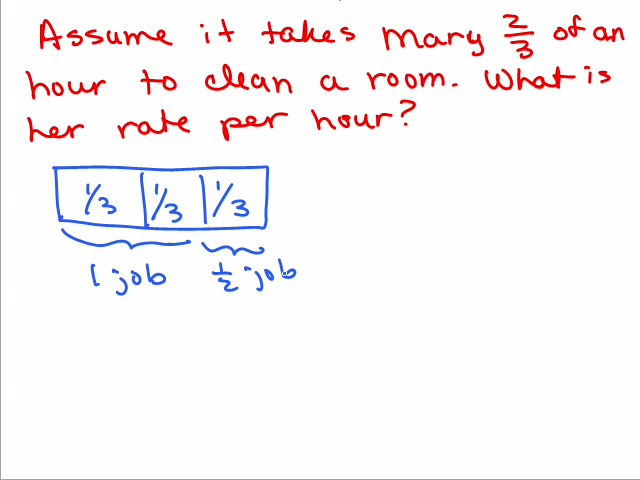 Assume it takes Mary 2/3 of an
hour to clean a room. What is
her rate per hour?
1/3 1/3 1/3
1 job 1/2 job